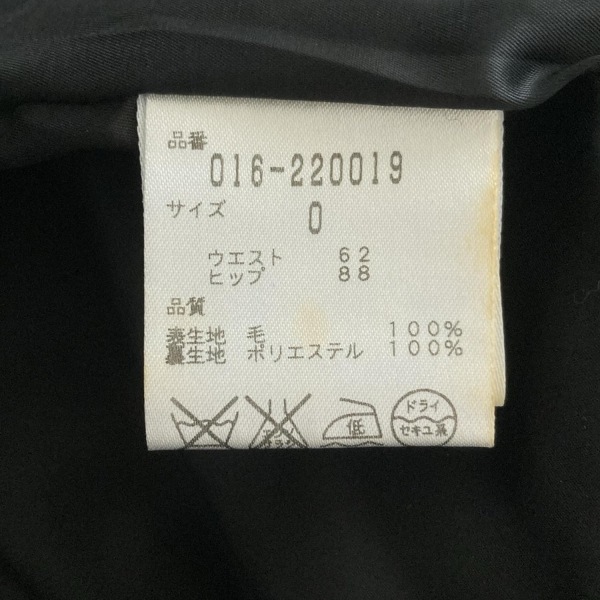 品番
016-220019
サイズ 0
ウエスト 62
ヒップ 88
品質
表生地 毛 100%
裏生地 ポリエステル 100%
低
ドライ
セキユ系